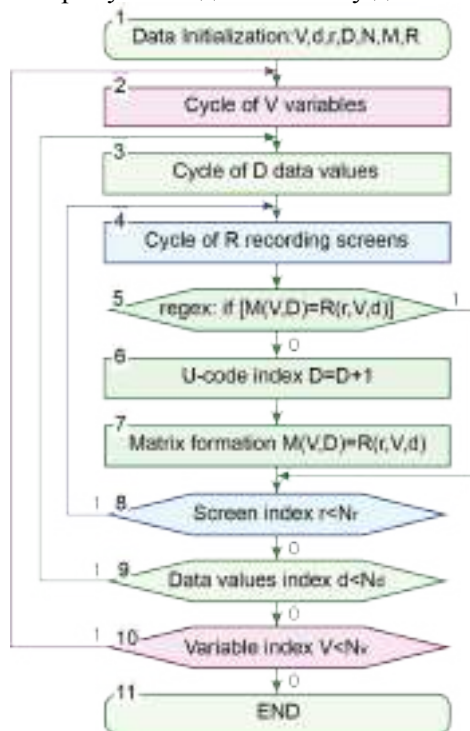 1
Data Initialization:V,d,r,D,N,M,R
2
Cycle of V variables
3
Cycle of D data values
4
Cycle of R recording screens
5
regex: if [M(V,D)=R(r,V,d)]
1
0
6
U-code index D=D+1
7
Matrix formation M(V,D)=R(r,V,d)
1
8
Screen index r<Nr
0
1
9
Data values index d<Nd
0
1
10
Variable index V<Nv
0
11
END